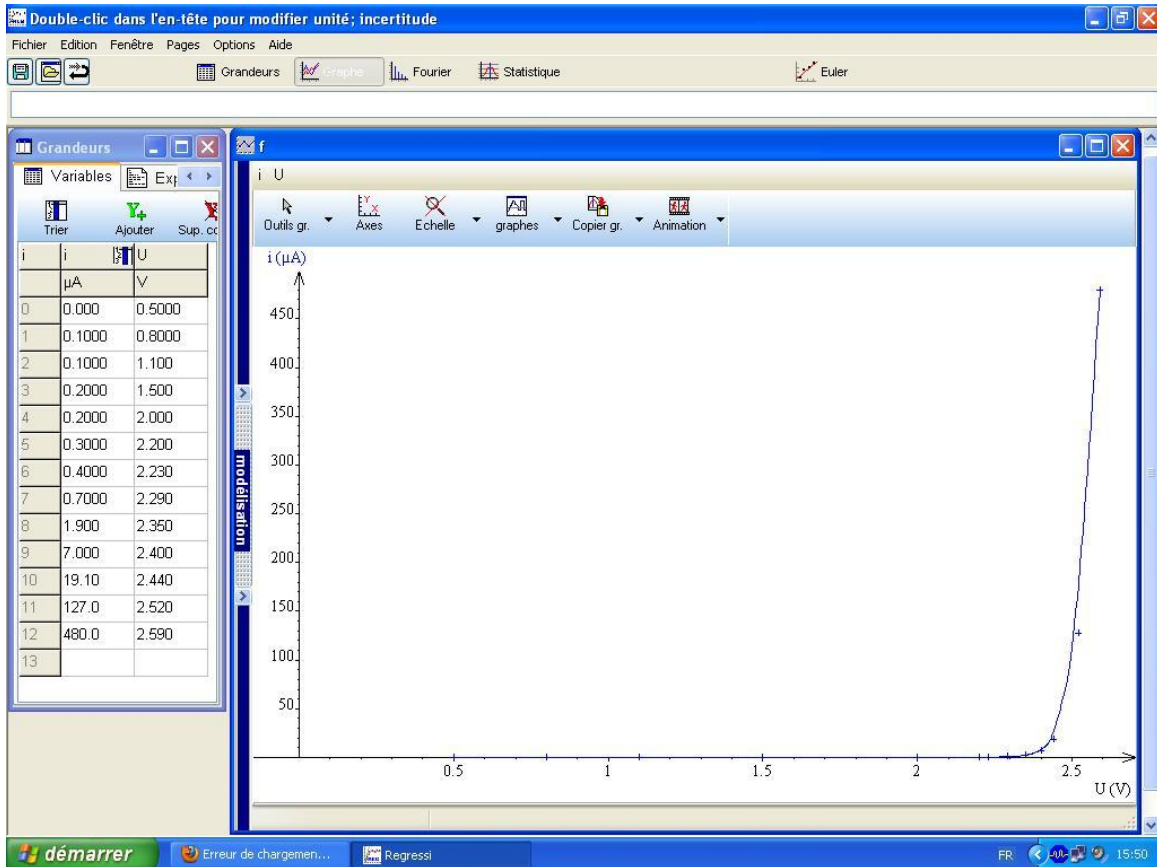 Double-clic dans l'en-tête pour modifier unité; incertitude
Fichier Edition Fenêtre Pages Options Aide
Grandeurs Graphe Fourier Statistique Euler
Grandeurs
Variables Exp
Trier Ajouter Sup. co
i i U
µA V
0 0.000 0.5000
1 0.1000 0.8000
2 0.1000 1.100
3 0.2000 1.500
4 0.2000 2.000
5 0.3000 2.200
6 0.4000 2.230
7 0.7000 2.290
8 1.900 2.350
9 7.000 2.400
10 19.10 2.440
11 127.0 2.520
12 480.0 2.590
13
modélisation
f
i U
Outils gr. Axes Echelle graphes Copier gr. Animation
i (µA)
450
400
350
300
250
200
150
100
50
0.5 1 1.5 2 2.5
U (V)
démarrer Erreur de chargemen... Regressi FR 15:50